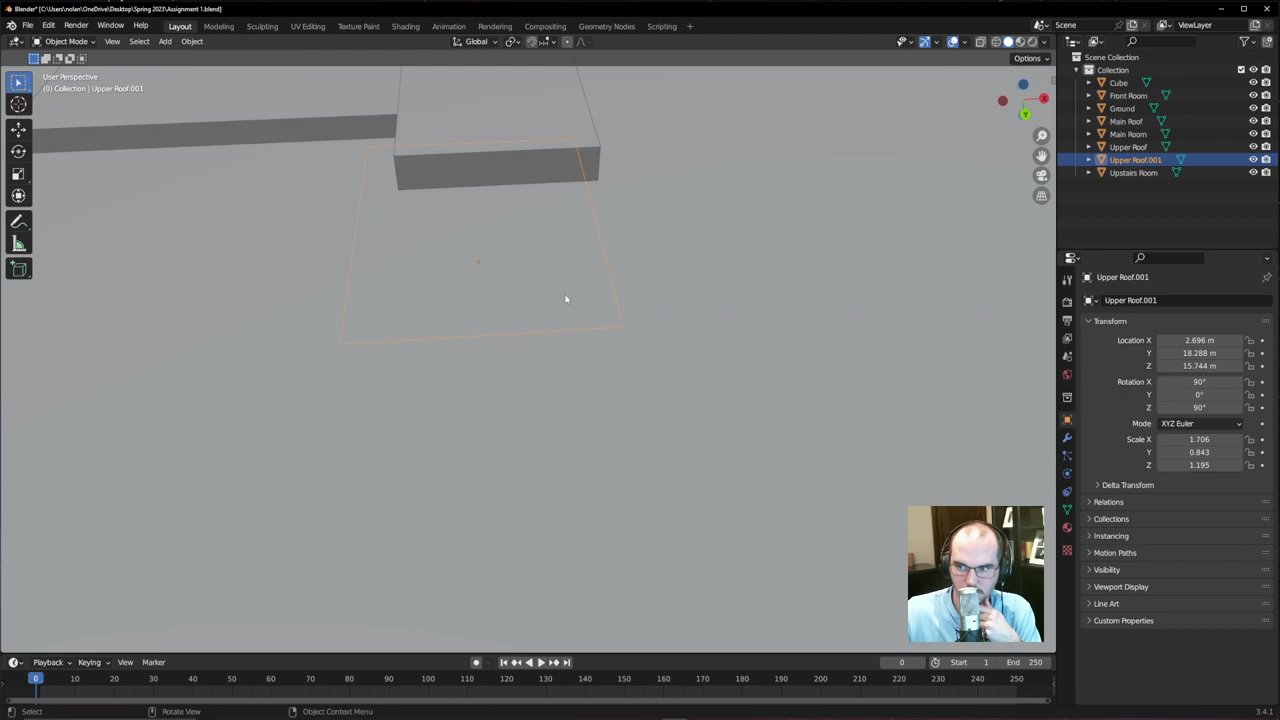 Blender* [C:\Users\nolan\OneDrive\Desktop\Spring 2023\Assignment 1.blend]
File Edit Render Window Help Layout Modeling Sculpting UV Editing Texture Paint Shading Animation Rendering Compositing Geometry Nodes Scripting + Scene ViewLayer
Object Mode View Select Add Object Global
Options
User Perspective
(0) Collection | Upper Roof.001
X
Y
Scene Collection
Collection
Cube
Front Room
Ground
Main Roof
Main Room
Upper Roof
Upper Roof.001
Upstairs Room
Upper Roof.001
Upper Roof.001
Transform
Location X 2.696 m
Y 18.288 m
Z 15.744 m
Rotation X 90°
Y 0°
Z 90°
Mode XYZ Euler
Scale X 1.706
Y 0.843
Z 1.195
Delta Transform
Relations
Collections
Instancing
Motion Paths
Visibility
Viewport Display
Line Art
Custom Properties
Playback Keying View Marker 0 Start 1 End 250
0 10 20 30 40 50 60 70 80 90 100 110 120 130 140 150 160 170 180 190 200 210 220 230 240 250
Select Rotate View Object Context Menu 3.4.1